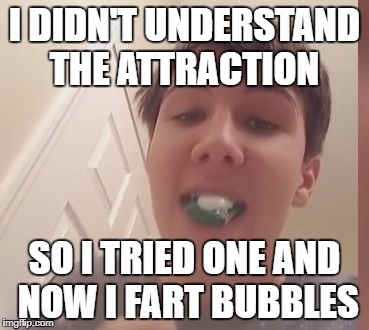 I DIDN'T UNDERSTAND
THE ATTRACTION
SO I TRIED ONE AND
NOW I FART BUBBLES
imgflip.com